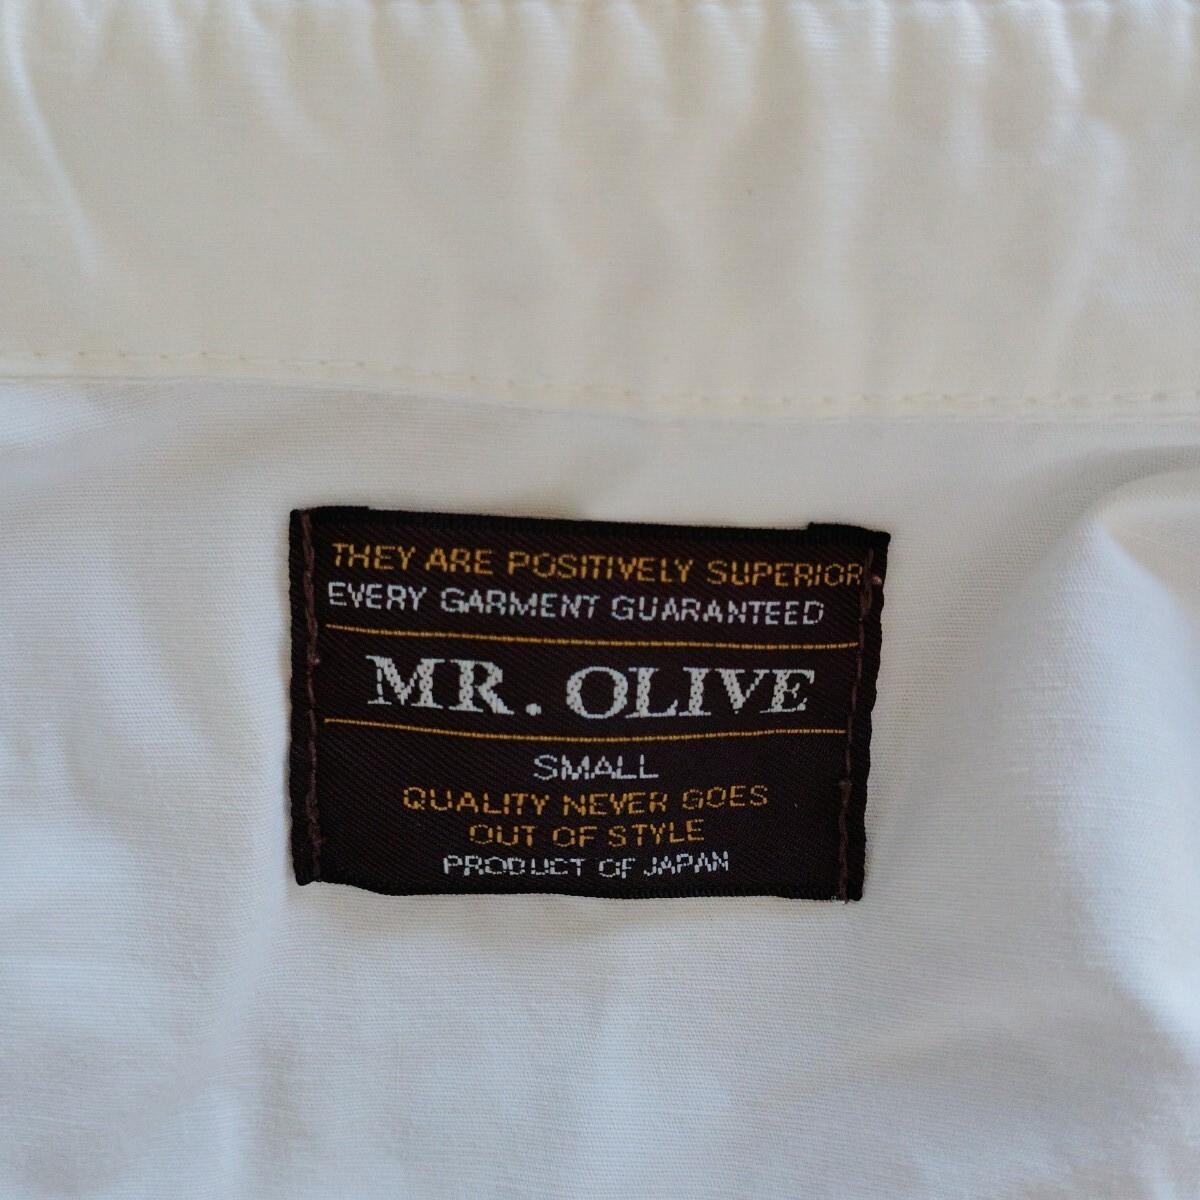 THEY ARE POSITIVELY SUPERIOR
EVERY GARMENT GUARANTEED
MR. OLIVE
SMALL
QUALITY NEVER GOES
OUT OF STYLE
PRODUCT OF JAPAN